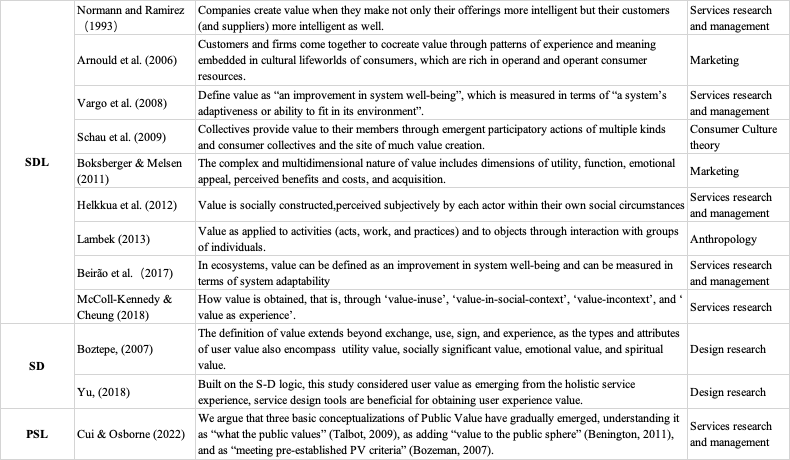 Normann and Ramirez
（1993）
Companies create value when they make not only their offerings more intelligent but their customers
(and suppliers) more intelligent as well.
Services research
and management
Arnould et al. (2006)
Customers and firms come together to cocreate value through patterns of experience and meaning
embedded in cultural lifeworlds of consumers, which are rich in operand and operant consumer
resources.
Marketing
Vargo et al. (2008)
Define value as “an improvement in system well-being”, which is measured in terms of “a system’s
adaptiveness or ability to fit in its environment”.
Services research
and management
Schau et al. (2009)
Collectives provide value to their members through emergent participatory actions of multiple kinds
and consumer collectives and the site of much value creation.
Consumer Culture
theory
SDL
Boksberger & Melsen
(2011)
The complex and multidimensional nature of value includes dimensions of utility, function, emotional
appeal, perceived benefits and costs, and acquisition.
Marketing
Helkkua et al. (2012)
Value is socially constructed,perceived subjectively by each actor within their own social circumstances
Services research
and management
Lambek (2013)
Value as applied to activities (acts, work, and practices) and to objects through interaction with groups
of individuals.
Anthropology
Beirão et al.（2017)
In ecosystems, value can be defined as an improvement in system well-being and can be measured in
terms of system adaptability
Services research
and management
McColl-Kennedy &
Cheung (2018)
How value is obtained, that is, through ‘value-inuse’, ‘value-in-social-context’, ‘value-incontext’, and ‘
value as experience’.
Services research
SD
Boztepe, (2007)
The definition of value extends beyond exchange, use, sign, and experience, as the types and attributes
of user value also encompass utility value, socially significant value, emotional value, and spiritual
value.
Design research
Yu, (2018)
Built on the S-D logic, this study considered user value as emerging from the holistic service
experience, service design tools are beneficial for obtaining user experience value.
Design research
PSL
Cui & Osborne (2022)
We argue that three basic conceptualizations of Public Value have gradually emerged, understanding it
as “what the public values” (Talbot, 2009), as adding “value to the public sphere” (Benington, 2011),
and as “meeting pre-established PV criteria” (Bozeman, 2007).
Services research
and management